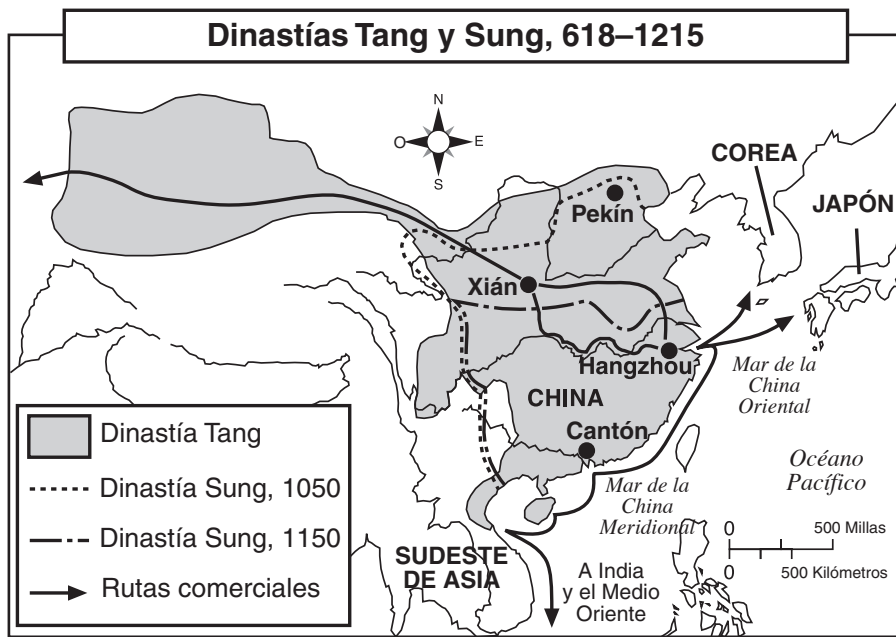 Dinastías Tang y Sung, 618–1215
N
O
E
S
COREA
Pekín
JAPÓN
Xián
Hangzhou
Mar de la
China
Oriental
CHINA
Cantón
Océano
Pacífico
Mar de la
China
Meridional
SUDESTE
DE ASIA
A India
y el Medio
Oriente
0
500 Millas
0
500 Kilómetros
Dinastía Tang
Dinastía Sung, 1050
Dinastía Sung, 1150
Rutas comerciales